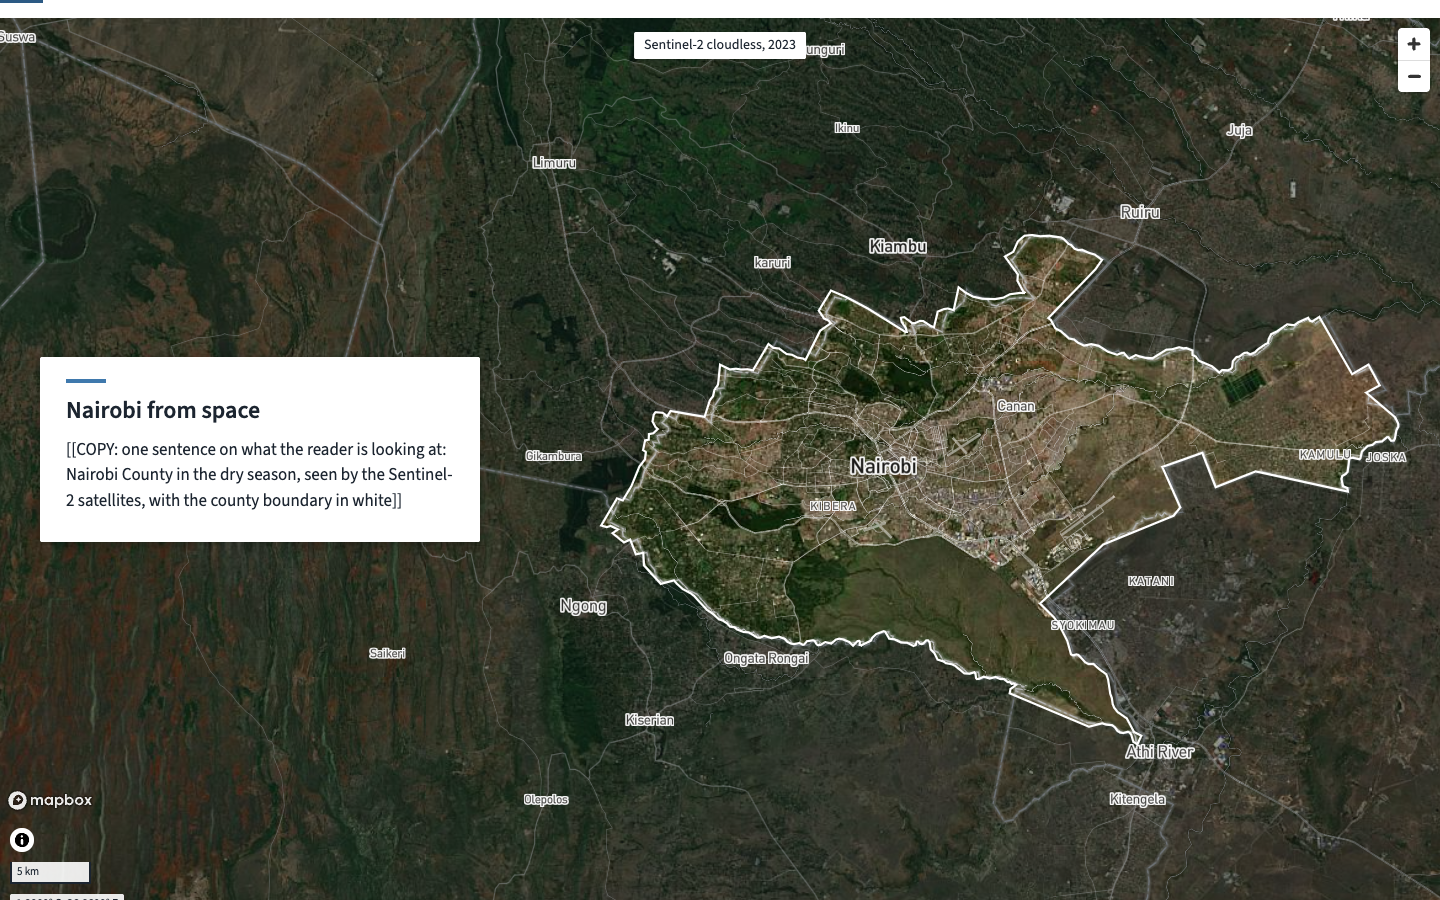 Suswa
Sentinel-2 cloudless, 2023
unguri
+
Ikinu
Juja
Limuru
Ruiru
Kiambu
karuri
Nairobi from space
[[COPY: one sentence on what the reader is looking at:
Nairobi County in the dry season, seen by the Sentinel-
2 satellites, with the county boundary in white]]
Canan
Gikambura
KAMULU
JOSKA
Nairobi
KIBERA
KATANI
Ngong
SYOKIMAU
Saikeri
Ongata Rongai
Kiserian
Athi River
mapbox
Olepolos
Kitengela
5 km